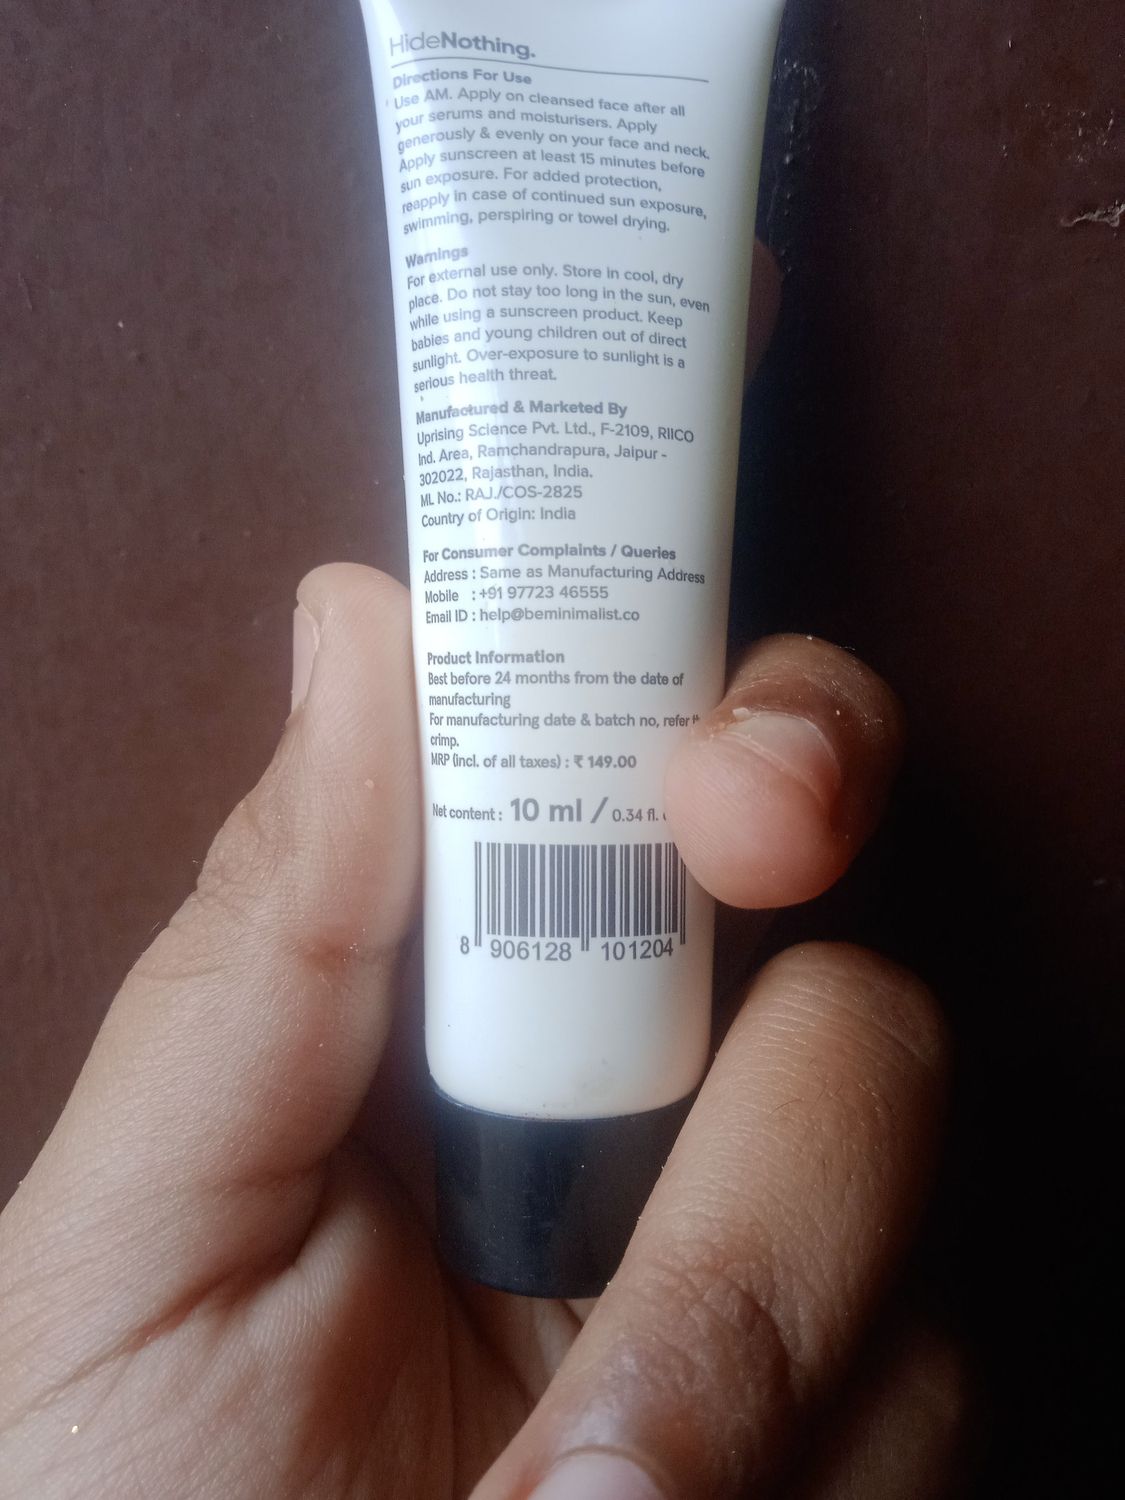 HideNothing.
Directions For Use
Use AM. Apply on cleansed face after all
your serums and moisturisers. Apply
generously & evenly on your face and neck.
Apply sunscreen at least 15 minutes before
sun exposure. For added protection,
reapply in case of continued sun exposure,
swimming, perspiring or towel drying.
Warnings
For external use only. Store in cool, dry
place. Do not stay too long in the sun, even
while using a sunscreen product. Keep
babies and young children out of direct
sunlight. Over-exposure to sunlight is a
serious health threat.
Manufactured & Marketed By
Uprising Science Pvt. Ltd., F-2109, RIICO
Ind. Area, Ramchandrapura, Jaipur -
302022, Rajasthan, India.
ML No.: RAJ./COS-2825
Country of Origin: India
For Consumer Complaints / Queries
Address : Same as Manufacturing Address
Mobile : +91 97723 46555
Email ID : help@beminimalist.co
Product Information
Best before 24 months from the date of
manufacturing
For manufacturing date & batch no, refer
crimp.
MRP (incl. of all taxes) : ₹ 149.00
Net content : 10 ml / 0.34 fl.
8 906128 101204